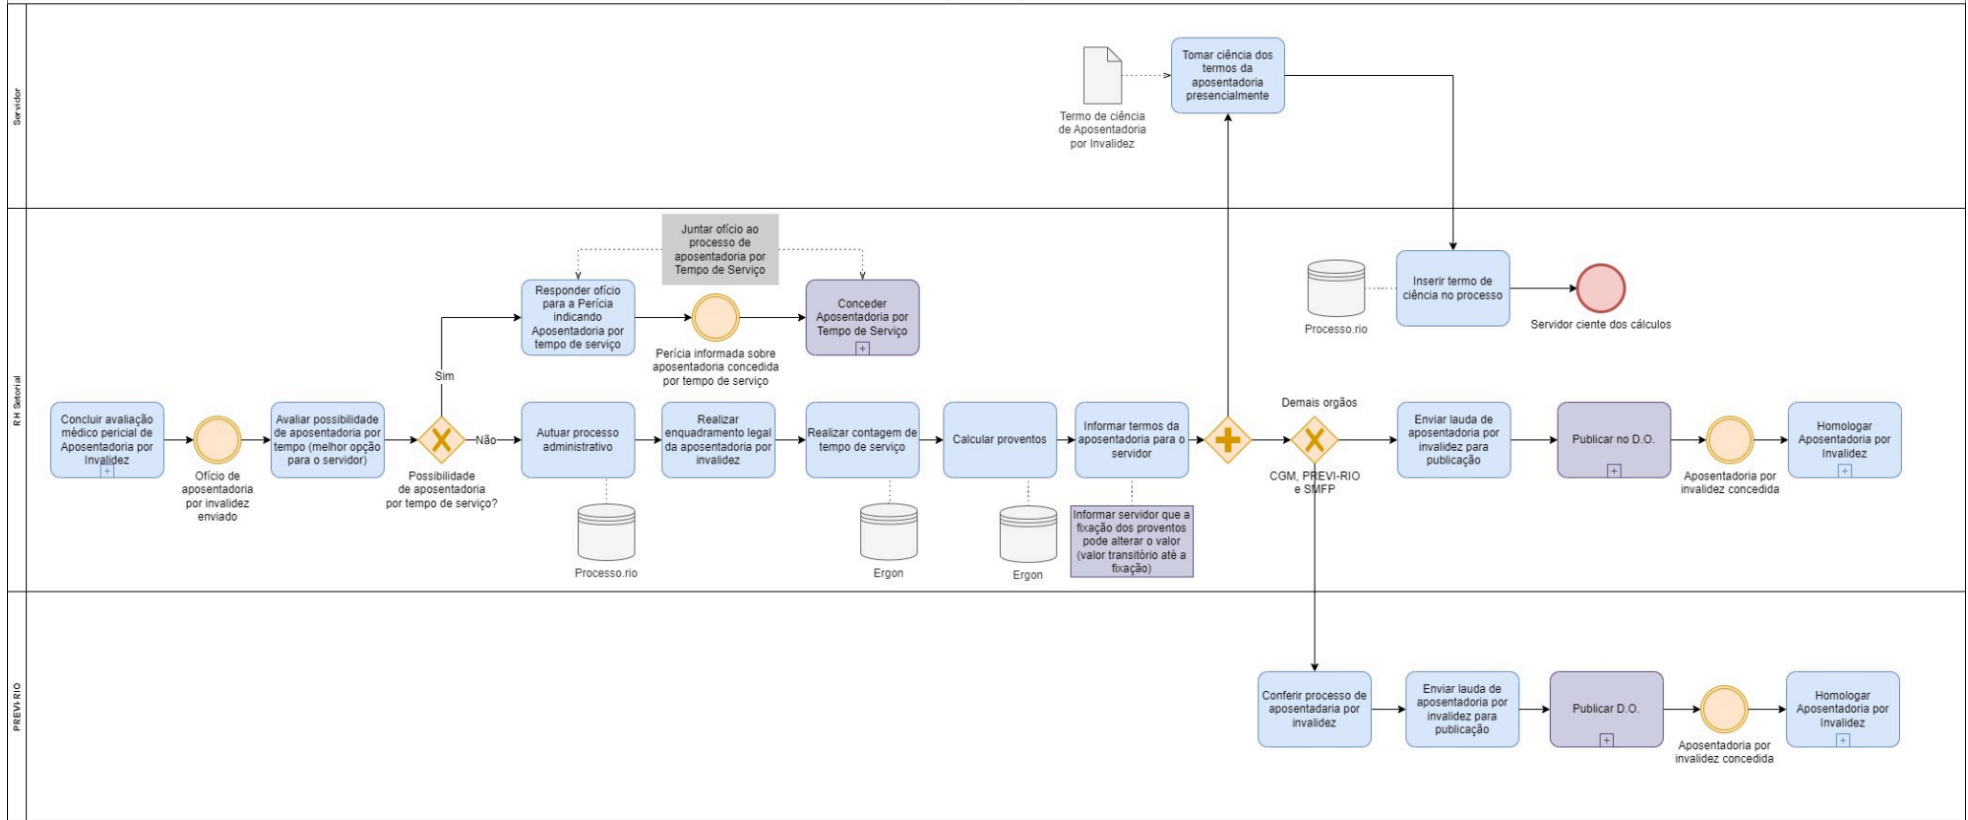 Servidor
Tomar ciência dos
termos da
aposentadoria
presencialmente
Termo de ciência
de Aposentadoria
por Invalidez
RH Setorial
Juntar ofício ao
processo de
aposentadoria por
Tempo de Serviço
Responder ofício
para a Perícia
indicando
Aposentadoria por
tempo de serviço
Perícia informada sobre
aposentadoria concedida
por tempo de serviço
Conceder
Aposentadoria por
Tempo de Serviço
Processo.rio
Inserir termo de
ciência no processo
Servidor ciente dos cálculos
Sim
Concluir avaliação
médico pericial de
Aposentadoria por
Invalidez
Ofício de
aposentadoria
por invalidez
enviado
Avaliar possibilidade
de aposentadoria por
tempo (melhor opção
para o servidor)
Possibilidade
de aposentadoria
por tempo de serviço?
Não
Autuar processo
administrativo
Processo.rio
Realizar
enquadramento legal
da aposentadoria por
invalidez
Realizar contagem de
tempo de serviço
Ergon
Calcular proventos
Ergon
Informar termos da
aposentadoria para o
servidor
Informar servidor que a
fixação dos proventos
pode alterar o valor
(valor transitório até a
fixação)
Demais orgãos
CGM, PREVI-RIO
e SMFP
Enviar lauda de
aposentadoria por
invalidez para
publicação
Publicar no D.O.
Aposentadoria por
invalidez concedida
Homologar
Aposentadoria por
Invalidez
PREVI-RIO
Conferir processo de
aposentadaria por
invalidez
Enviar lauda de
aposentadoria por
invalidez para
publicação
Publicar D.O.
Aposentadoria por
invalidez concedida
Homologar
Aposentadoria por
Invalidez